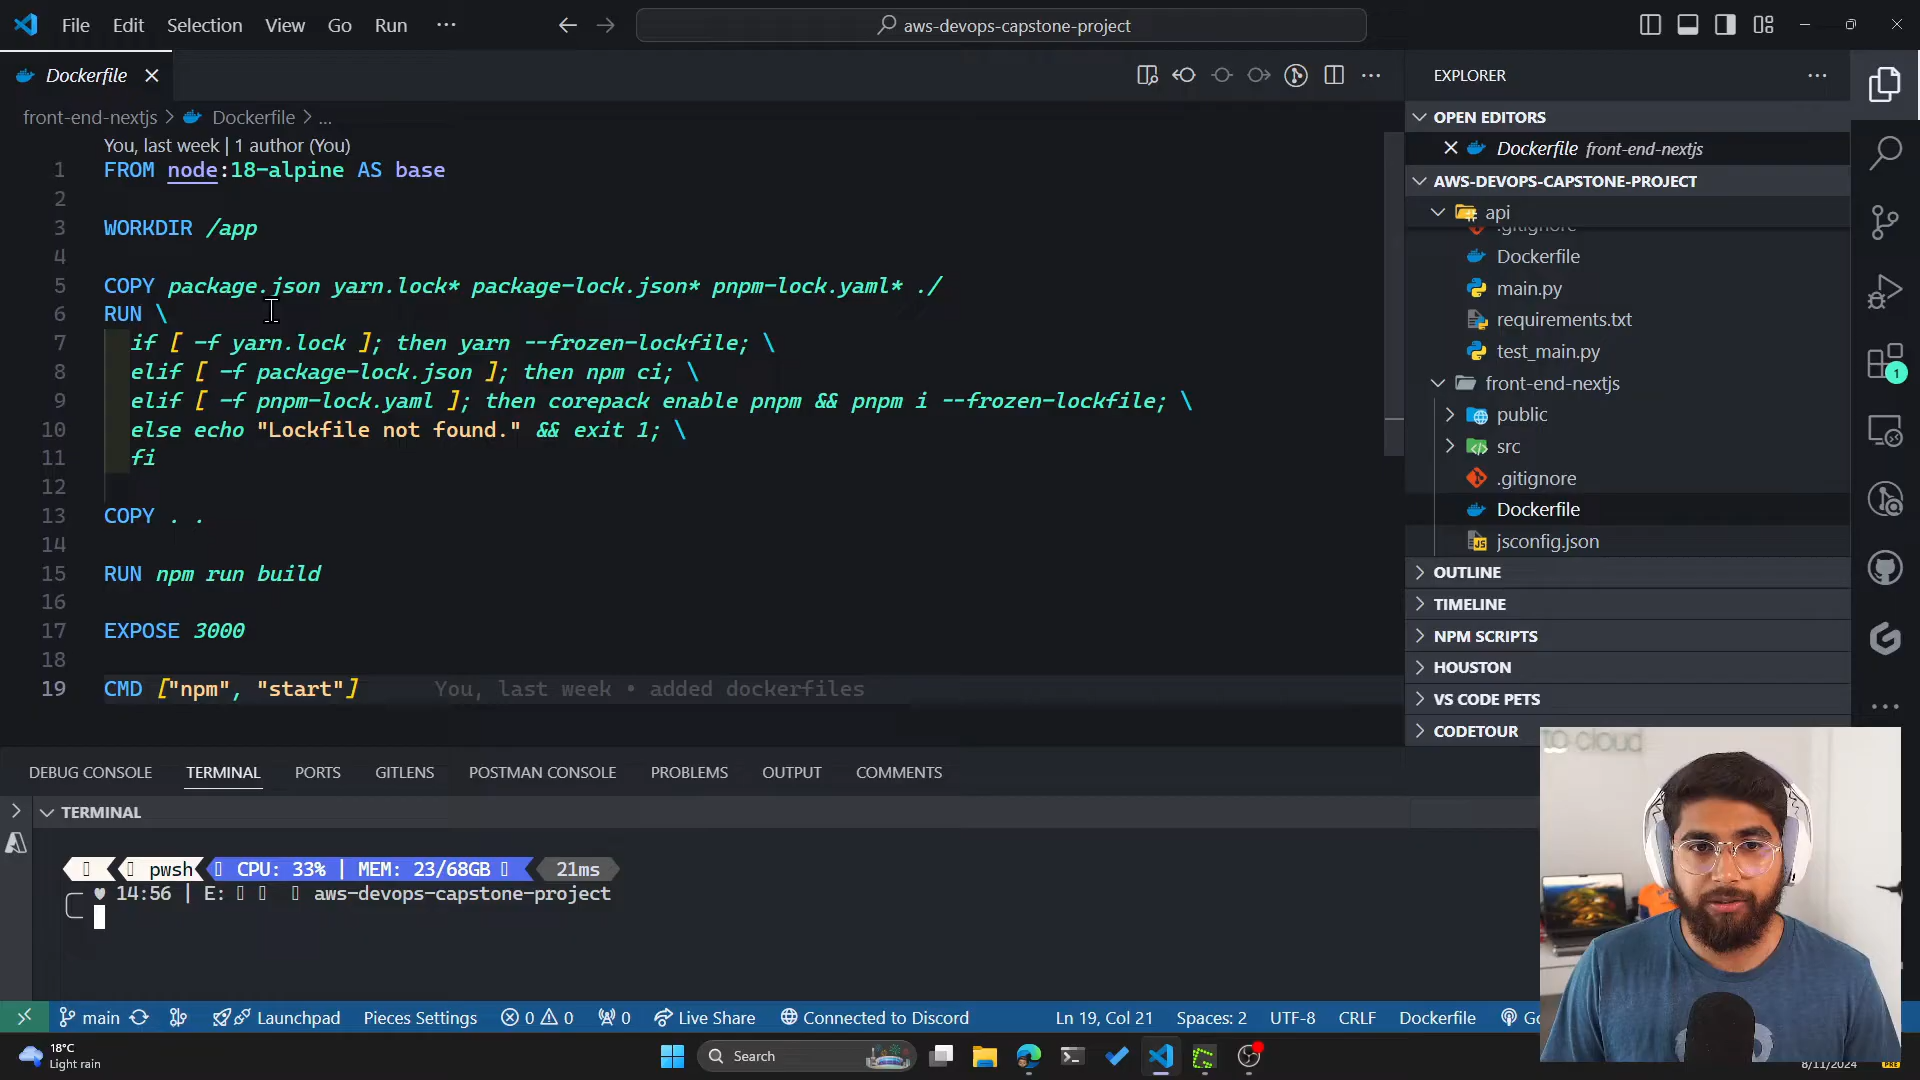 File Edit Selection View Go Run ···
aws-devops-capstone-project
Dockerfile
EXPLORER
front-end-nextjs > Dockerfile > ...
OPEN EDITORS
Dockerfile front-end-nextjs
AWS-DEVOPS-CAPSTONE-PROJECT
api
.gitignore
Dockerfile
main.py
requirements.txt
test_main.py
front-end-nextjs
public
src
.gitignore
Dockerfile
jsconfig.json
OUTLINE
TIMELINE
NPM SCRIPTS
HOUSTON
VS CODE PETS
CODETOUR
1
You, last week | 1 author (You)
1 FROM node:18-alpine AS base
2
3 WORKDIR /app
4
5 COPY package.json yarn.lock* package-lock.json* pnpm-lock.yaml* ./
6 RUN \
7 if [ -f yarn.lock ]; then yarn --frozen-lockfile; \
8 elif [ -f package-lock.json ]; then npm ci; \
9 elif [ -f pnpm-lock.yaml ]; then corepack enable pnpm && pnpm i --frozen-lockfile; \
10 else echo "Lockfile not found." && exit 1; \
11 fi
12
13 COPY . .
14
15 RUN npm run build
16
17 EXPOSE 3000
18
19 CMD ["npm", "start"] You, last week • added dockerfiles
DEBUG CONSOLE TERMINAL PORTS GITLENS POSTMAN CONSOLE PROBLEMS OUTPUT COMMENTS
TERMINAL
pwsh CPU: 33% | MEM: 23/68GB 21ms
14:56 | E: aws-devops-capstone-project
to cloud
main Launchpad Pieces Settings 0 0 0 Live Share Connected to Discord Ln 19, Col 21 Spaces: 2 UTF-8 CRLF Dockerfile
18°C
Light rain
Search
8/11/2024
PRE